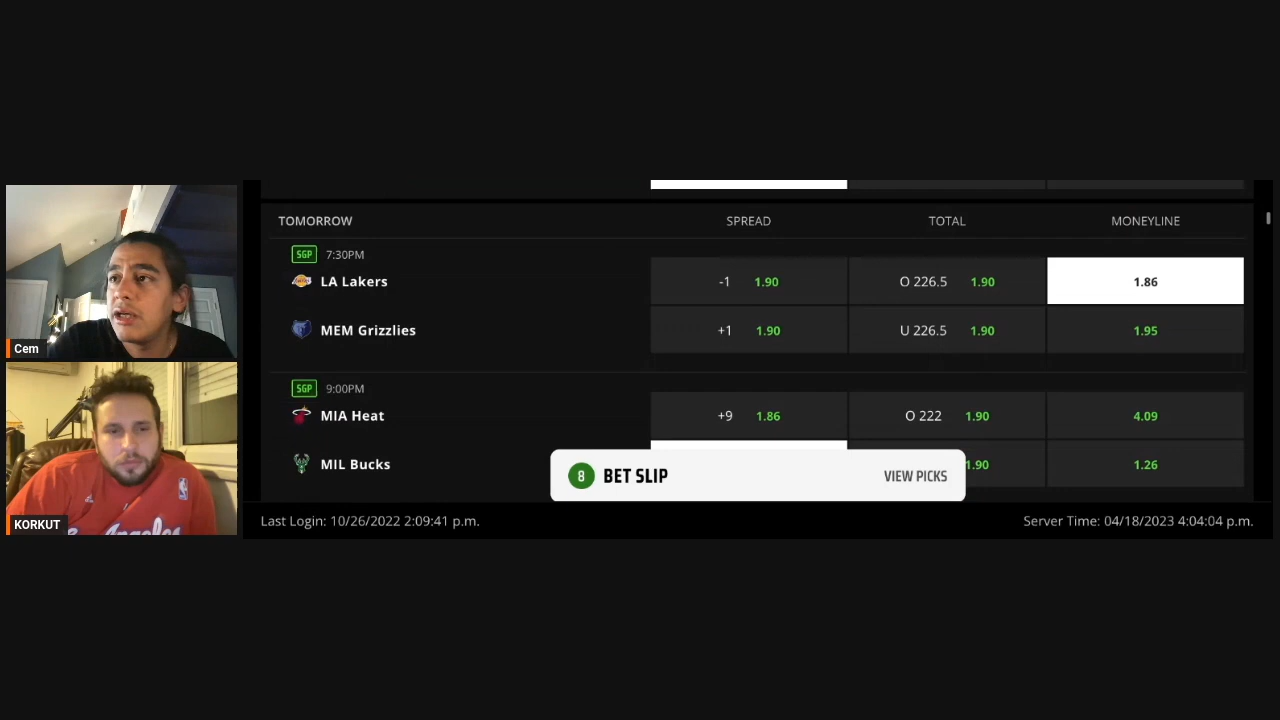 TOMORROW SPREAD TOTAL MONEYLINE
SGP 7:30PM
LA Lakers -1 1.90 O 226.5 1.90 1.86
MEM Grizzlies +1 1.90 U 226.5 1.90 1.95
SGP 9:00PM
MIA Heat +9 1.86 O 222 1.90 4.09
MIL Bucks 1.90 1.26
8 BET SLIP VIEW PICKS
Last Login: 10/26/2022 2:09:41 p.m. Server Time: 04/18/2023 4:04:04 p.m.
Cem
KORKUT